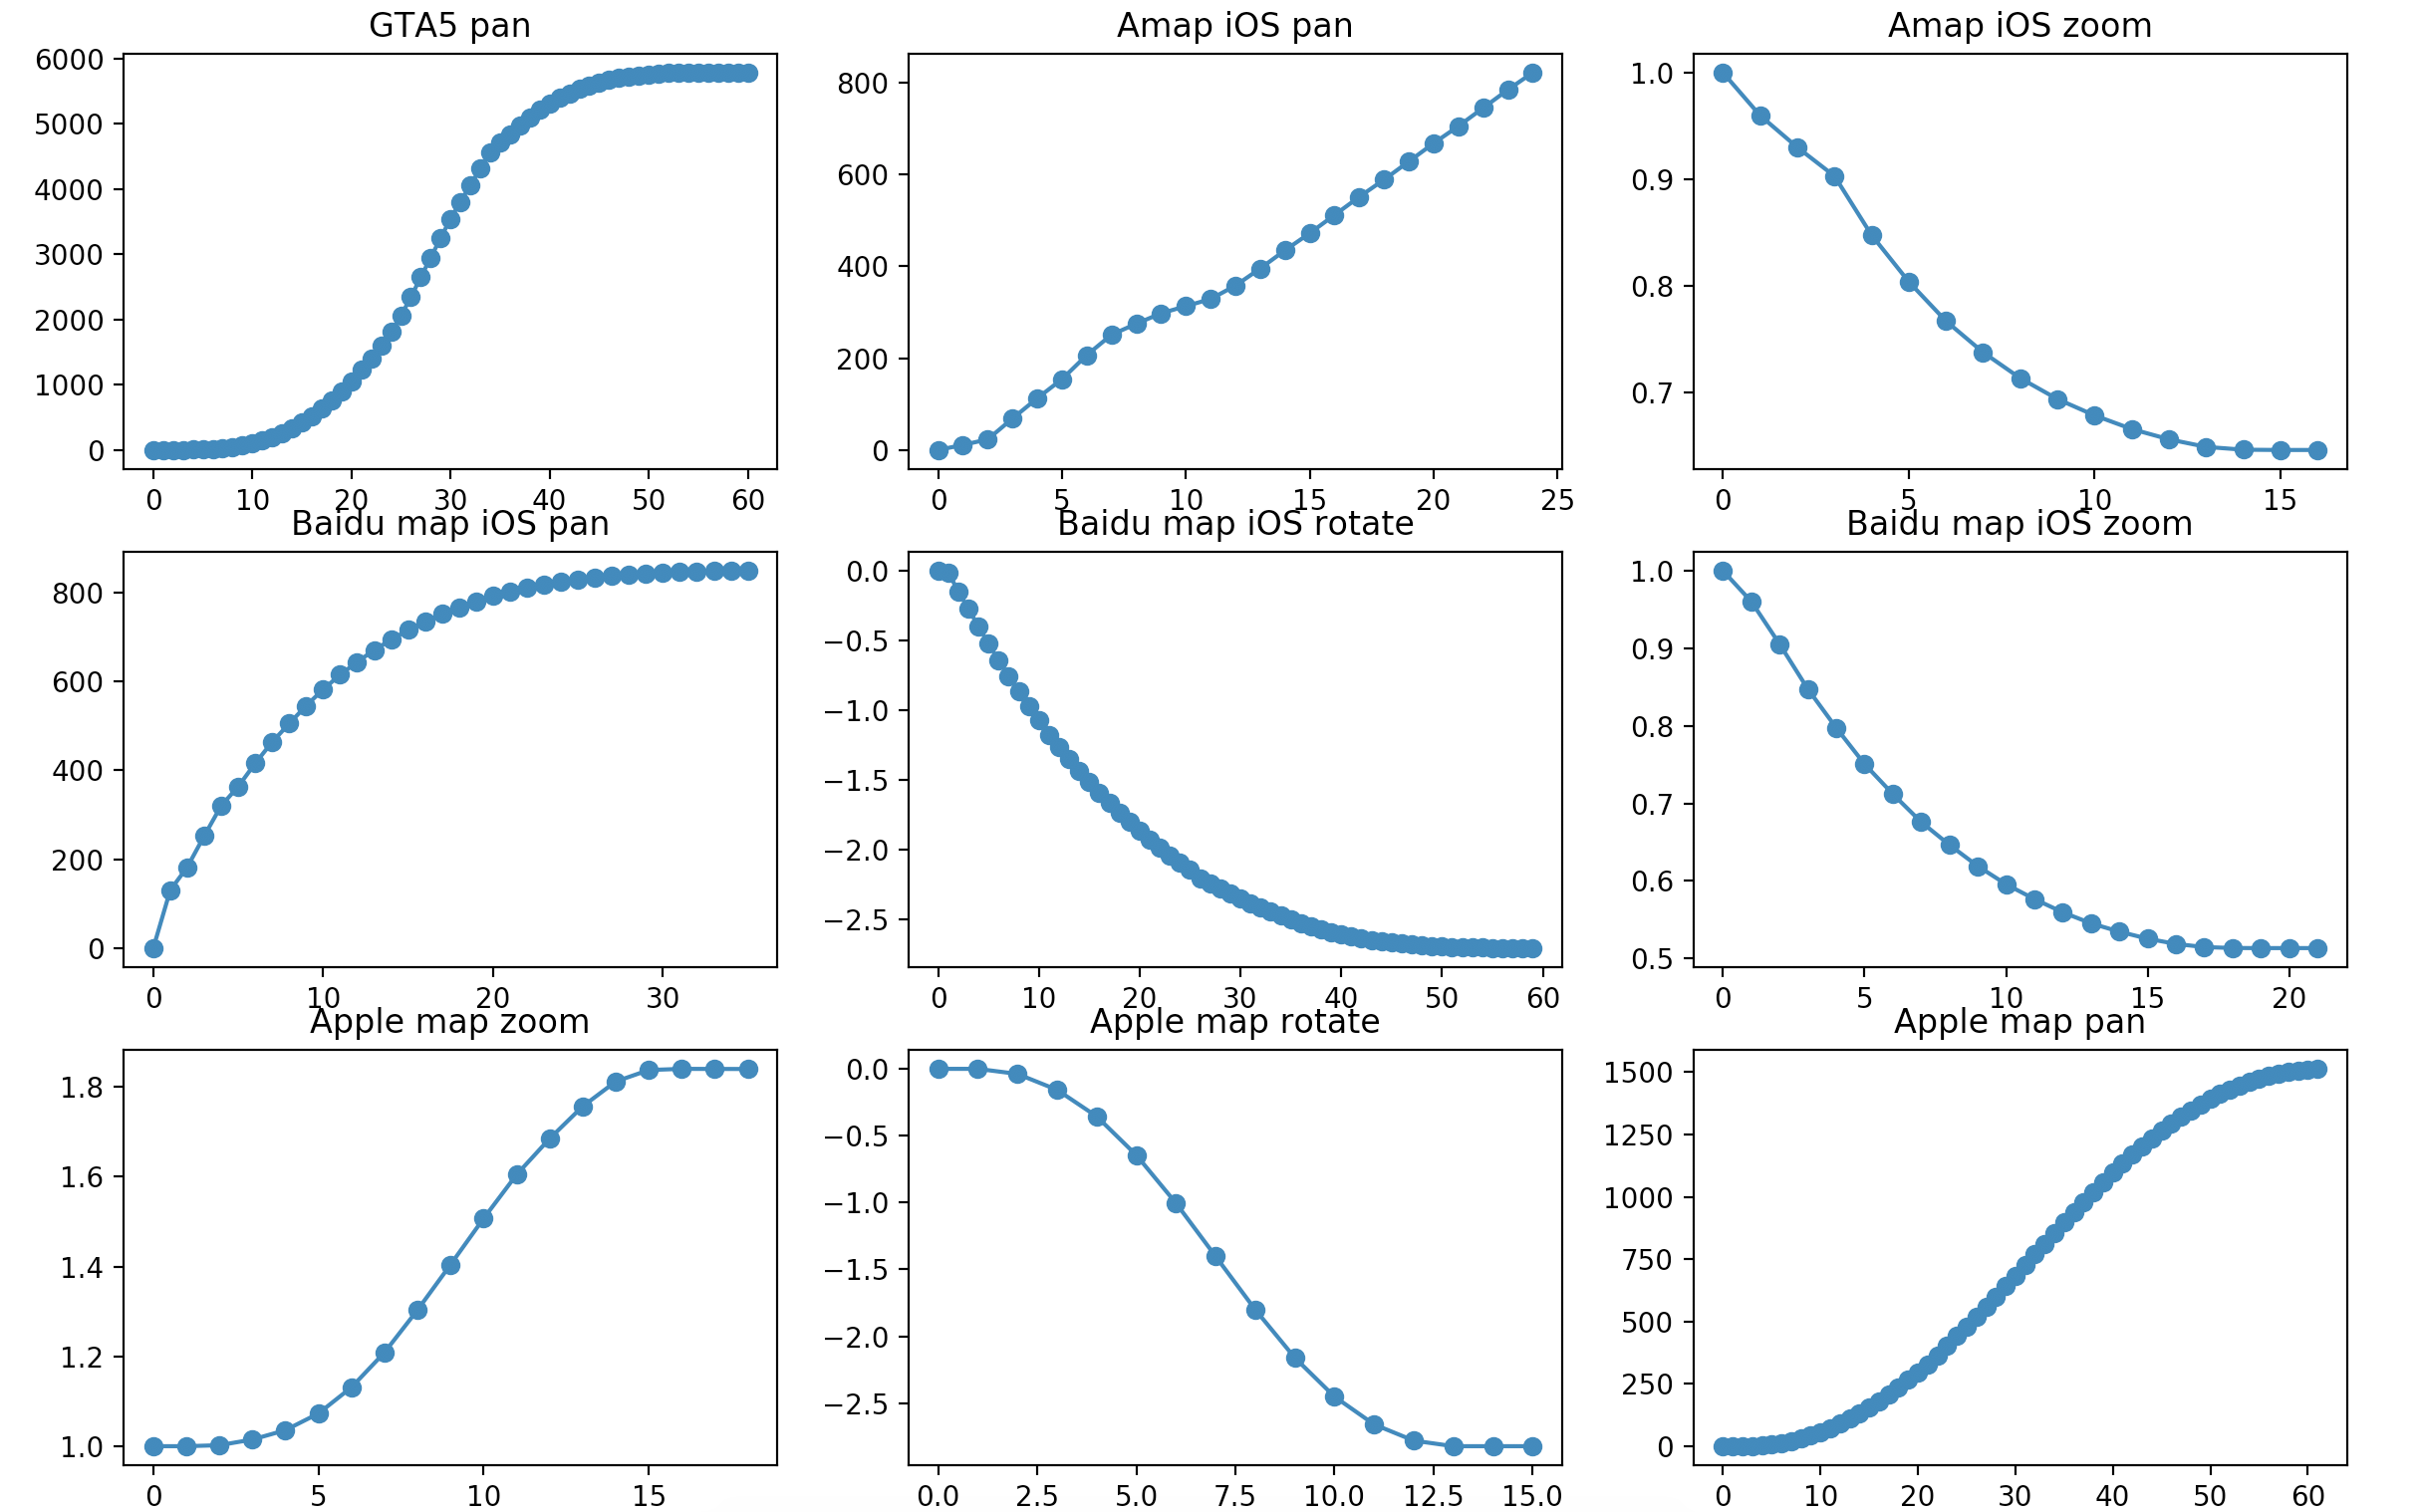 GTA5 pan
6000
5000
4000
3000
2000
1000
0
0 10 20 30 40 50 60
Amap iOS pan
800
600
400
200
0
0 5 10 15 20 25
Amap iOS zoom
1.0
0.9
0.8
0.7
0 5 10 15
Baidu map iOS pan
800
600
400
200
0
0 10 20 30
Baidu map iOS rotate
0.0
−0.5
−1.0
−1.5
−2.0
−2.5
0 10 20 30 40 50 60
Baidu map iOS zoom
1.0
0.9
0.8
0.7
0.6
0.5
0 5 10 15 20
Apple map zoom
1.8
1.6
1.4
1.2
1.0
0 5 10 15
Apple map rotate
0.0
−0.5
−1.0
−1.5
−2.0
−2.5
0.0 2.5 5.0 7.5 10.0 12.5 15.0
Apple map pan
1500
1250
1000
750
500
250
0
0 10 20 30 40 50 60